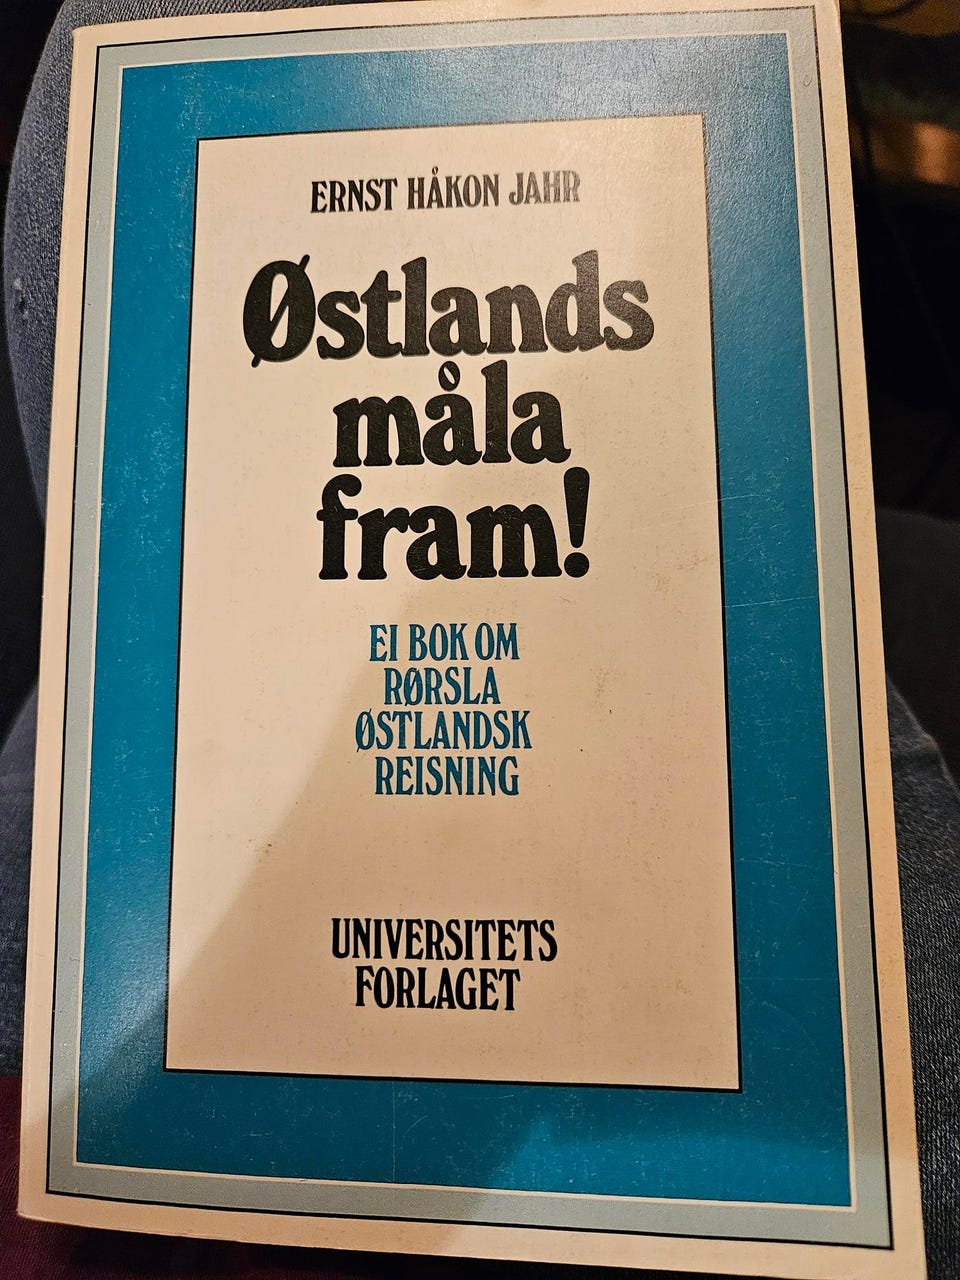 ERNST HÅKON JAHR
Østlands
måla
fram!
EI BOK OM
RØRSLA
ØSTLANDSK
REISNING
UNIVERSITETS
FORLAGET